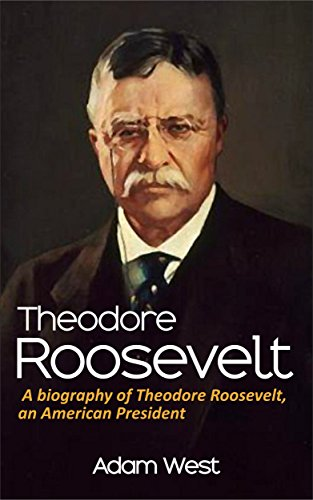 Theodore
Roosevelt
A biography of Theodore Roosevelt,
an American President
Adam West